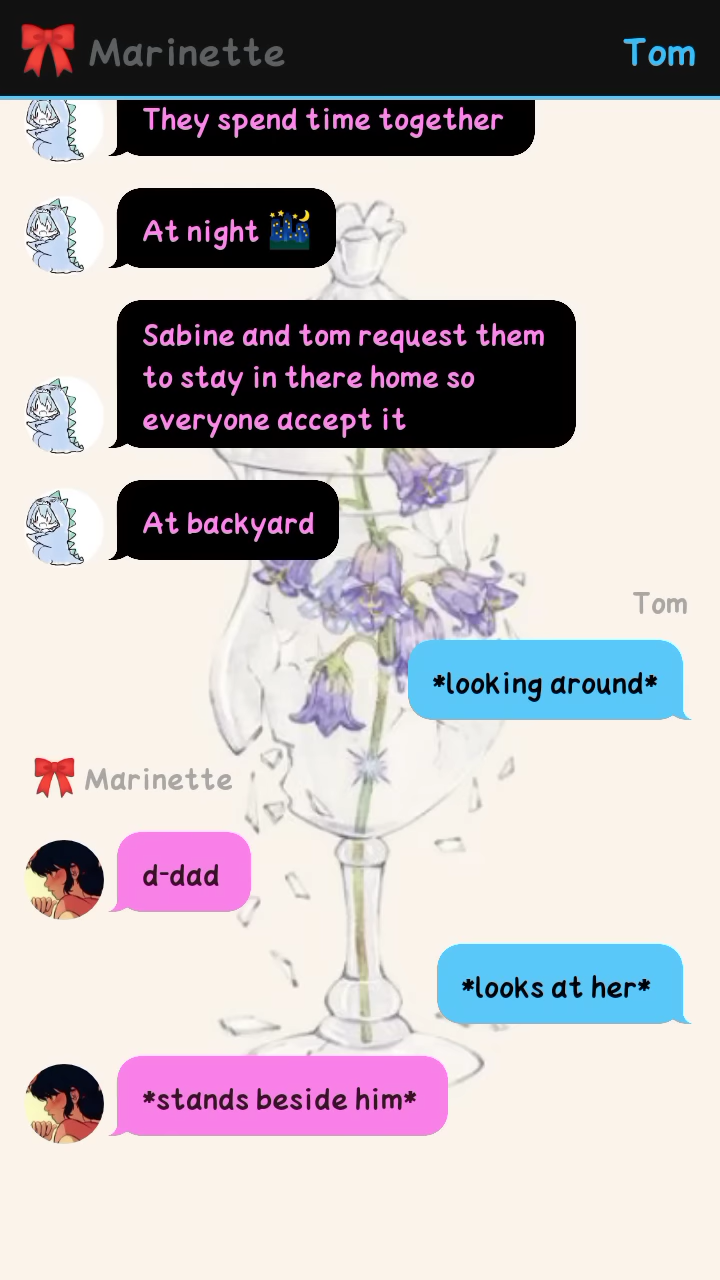 🎀 Marinette
Tom
They spend time together
At night 🌃
Sabine and tom request them
to stay in there home so
everyone accept it
At backyard
Tom
*looking around*
🎀 Marinette
d-dad
*looks at her*
*stands beside him*